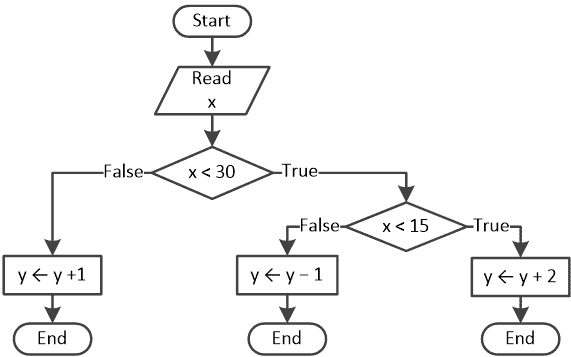 Start
Read
x
False
x < 30
True
False
x < 15
True
y ← y +1
y ← y – 1
y ← y + 2
End
End
End